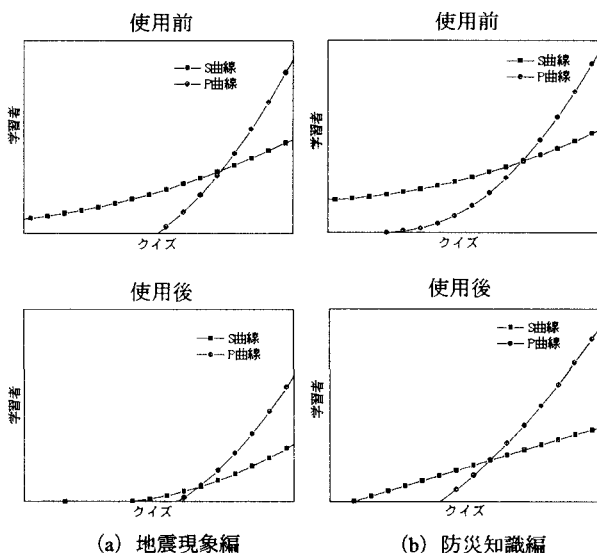 使用前
使用前
S曲線
P曲線
S曲線
P曲線
学習者
学習者
クイズ
クイズ
使用後
使用後
S曲線
P曲線
S曲線
P曲線
学習者
学習者
クイズ
クイズ
(a) 地震現象編
(b) 防災知識編